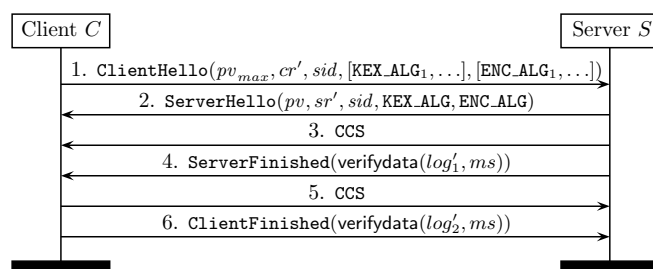 Client C Server S
1. ClientHello(pv_max, cr′, sid, [KEX_ALG₁, …], [ENC_ALG₁, …])
2. ServerHello(pv, sr′, sid, KEX_ALG, ENC_ALG)
3. CCS
4. ServerFinished(verifydata(log′₁, ms))
5. CCS
6. ClientFinished(verifydata(log′₂, ms))